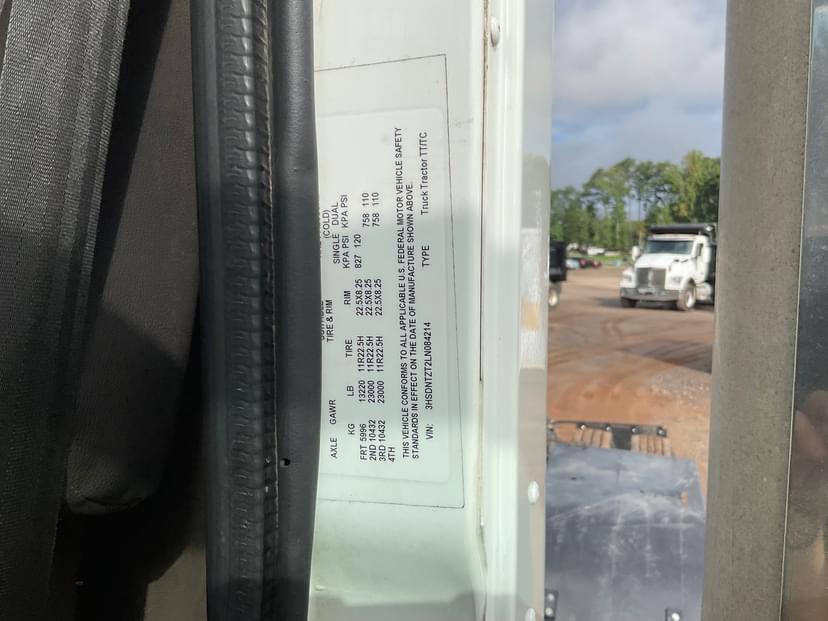 (COLD)
TIRE & RIM
SINGLE DUAL
AXLE GAWR TIRE RIM KPA PSI KPA PSI
KG LB
FRT 5996 13220 11R22.5H 22.5X8.25 827 120
2ND 10432 23000 11R22.5H 22.5X8.25 758 110
3RD 10432 23000 11R22.5H 22.5X8.25 758 110
4TH
THIS VEHICLE CONFORMS TO ALL APPLICABLE U.S. FEDERAL MOTOR VEHICLE SAFETY
STANDARDS IN EFFECT ON THE DATE OF MANUFACTURE SHOWN ABOVE.
VIN: 3HSDNTZT2LN084214 TYPE Truck Tractor TT/TC